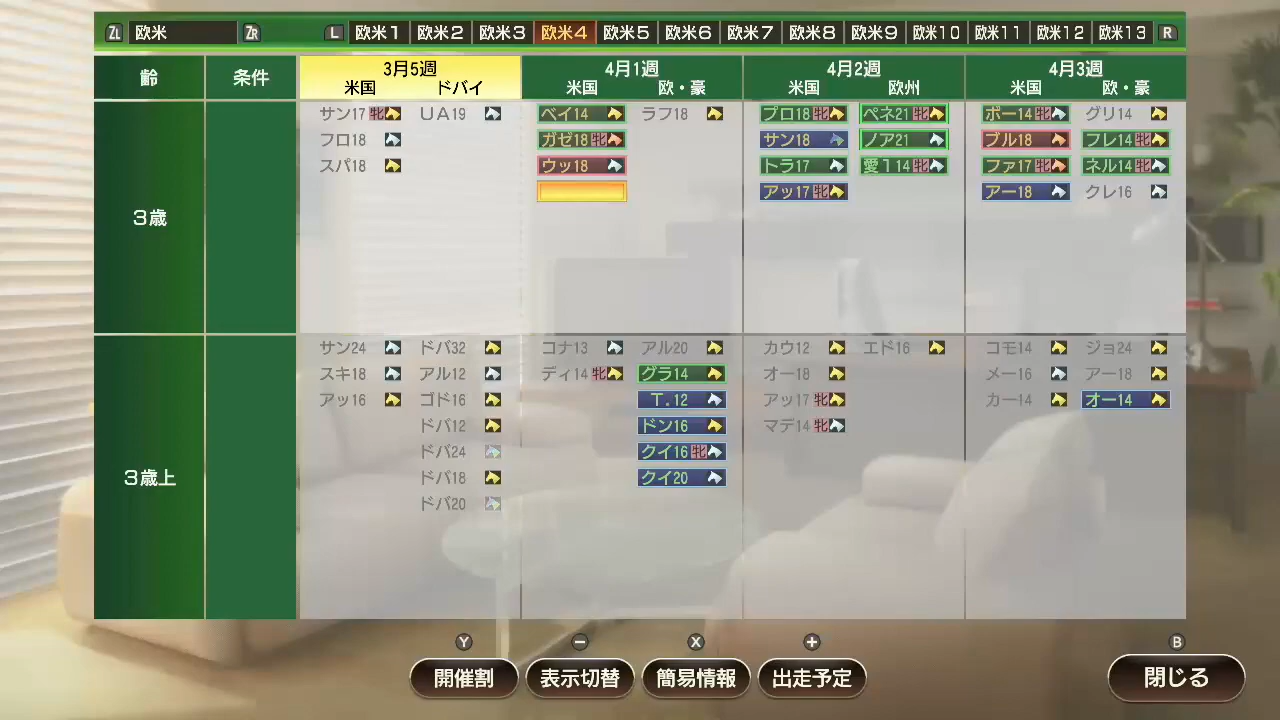 ZL 欧米 ZR L 欧米1 欧米2 欧米3 欧米4 欧米5 欧米6 欧米7 欧米8 欧米9 欧米10 欧米11 欧米12 欧米13 R
齢 条件 3月5週 4月1週 4月2週 4月3週
米国 ドバイ 米国 欧・豪 米国 欧州 米国 欧・豪
3歳
サン17牝 UA19 ベイ14 ラフ18 プロ18牝 ペネ21牝 ボー14牝 グリ14
フロ18 ガゼ18牝 サン18 ノア21 ブル18 フレ14牝
スパ18 ウッ18 トラ17 愛114牝 ファ17牝 ネル14牝
アッ17牝 アー18 クレ16
3歳上
サン24 ドバ32 コナ13 アル20 カウ12 エド16 コモ14 ジョ24
スキ18 アル12 ディ14牝 グラ14 オー18 メー16 アー18
アッ16 ゴド16 T.12 アッ17牝 カー14 オー14
ドバ12 ドン16 マデ14牝
ドバ24 クイ16牝
ドバ18 クイ20
ドバ20
Y − X + B
開催割 表示切替 簡易情報 出走予定 閉じる